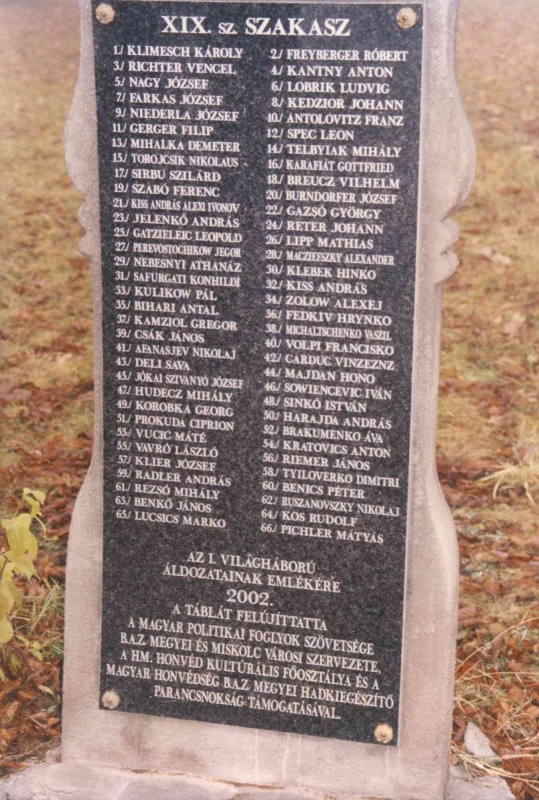 XIX. sz. SZAKASZ
1./ KLIMESCH KÁROLY 2./ FREYBERGER RÓBERT
3./ RICHTER VENCEL 4./ KANTNY ANTON
5./ NAGY JÓZSEF 6./ LOBRIK LUDVIG
7./ FARKAS JÓZSEF 8./ KEDZIOR JOHANN
9./ NIEDERLA JÓZSEF 10./ ANTOLOVITZ FRANZ
11./ GERGER FILIP 12./ SPEC LEON
13./ MIHALKA DEMETER 14./ TELBYIAK MIHÁLY
15./ TOROJCSIK NIKOLAUS 16./ KARAFIÁT GOTTFRIED
17./ SIRBU SZILÁRD 18./ BREUCZ VILHELM
19./ SZABÓ FERENC 20./ BURNDORFER JÓZSEF
21./ KISS ANDRÁS ALEXI IVONOV 22./ GAZSÓ GYÖRGY
23./ JELENKÓ ANDRÁS 24./ RETER JOHANN
25./ GATZIELEIC LEOPOLD 26./ LIPP MATHIAS
27./ PEREVOSTOCHIKOW JEGOR 28./ MACZIEFSZKY ALEXANDER
29./ NEBESNYI ATHÁNÁZ 30./ KLEBEK HINKO
31./ SAFURGATI KONHILDI 32./ KISS ANDRÁS
33./ KULIKOW PÁL 34./ ZOLOW ALEXEJ
35./ BIHARI ANTAL 36./ FEDKIV HRYNKO
37./ KAMZIOL GREGOR 38./ MICHALTSCHENKO VASZIL
39./ CSÁK JÁNOS 40./ VOLPI FRANCISKO
41./ AFANASJEV NIKOLAJ 42./ CARDUC VINZEZNZ
43./ DELI SAVA 44./ MAJDAN HONO
45./ JÓKAI SZIVANYÓ JÓZSEF 46./ SOWIENCEVIC IVÁN
47./ HUDECZ MIHÁLY 48./ SINKÓ ISTVÁN
49./ KOROBKA GEORG 50./ HARAJDA ANDRÁS
51./ PROKUDA CIPRION 52./ BRAKUMENKO ÁVA
53./ VUCIC MÁTÉ 54./ KRATOVICS ANTON
55./ VAVRÓ LÁSZLÓ 56./ RIEMER JÁNOS
57./ KLIER JÓZSEF 58./ TYILOVERKO DIMITRI
59./ RADLER ANDRÁS 60./ BENICS PÉTER
61./ REZSŐ MIHÁLY 62./ RUSZANOVSZKY NIKOLAJ
63./ BENKŐ JÁNOS 64./ KOS RUDOLF
65./ LUCSICS MARKO 66./ PICHLER MÁTYÁS
AZ I. VILÁGHÁBORÚ
ÁLDOZATAINAK EMLÉKÉRE
2002.
A TÁBLÁT FELÚJÍTTATTA
A MAGYAR POLITIKAI FOGLYOK SZÖVETSÉGE
B.A.Z. MEGYEI ÉS MISKOLC VÁROSI SZERVEZETE,
A HM. HONVÉD KULTÚRÁLIS FŐOSZTÁLYA ÉS A
MAGYAR HONVÉDSÉG B.A.Z. MEGYEI HADKIEGÉSZÍTŐ
PARANCSNOKSÁG TÁMOGATÁSÁVAL.